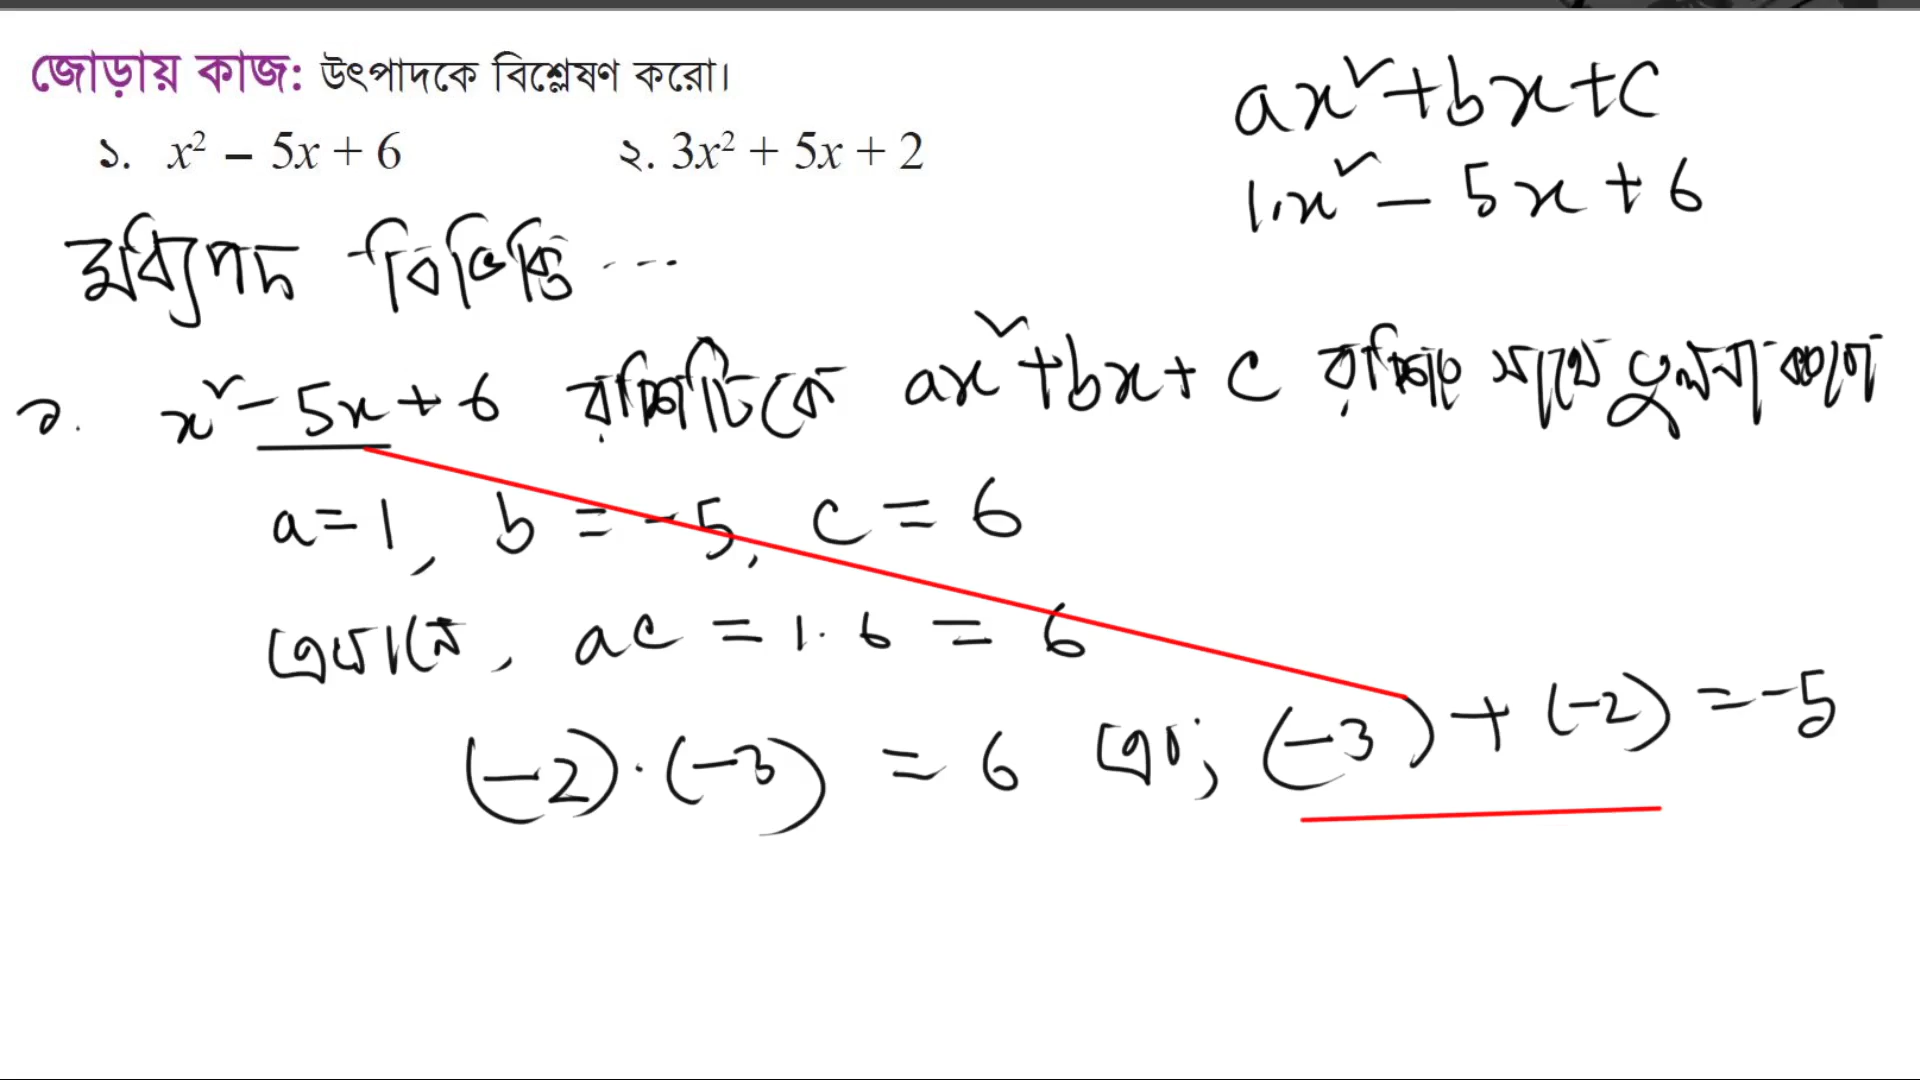 জোড়ায় কাজ: উৎপাদকে বিশ্লেষণ করো।
১. x² – 5x + 6 ২. 3x² + 5x + 2
ax² + bx + c
1.x² – 5x + 6
মধ্যপদ বিভক্তি ...
১. x² – 5x + 6 রাশিটিকে ax² + bx + c রাশির সাথে তুলনা করে
a = 1, b = –5, c = 6
এখানে, ac = 1. 6 = 6
(–2) · (–3) = 6 এবং (–3) + (–2) = –5